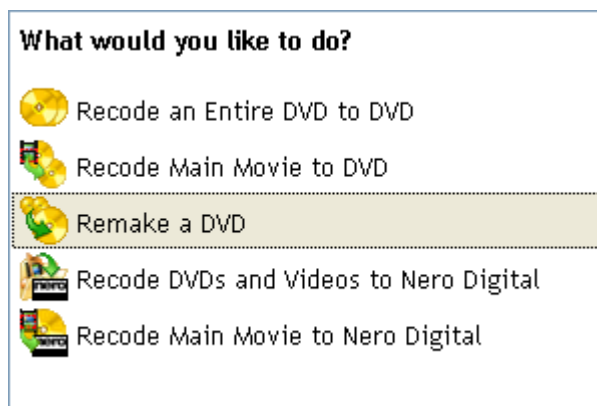 What would you like to do?
Recode an Entire DVD to DVD
Recode Main Movie to DVD
Remake a DVD
Recode DVDs and Videos to Nero Digital
Recode Main Movie to Nero Digital